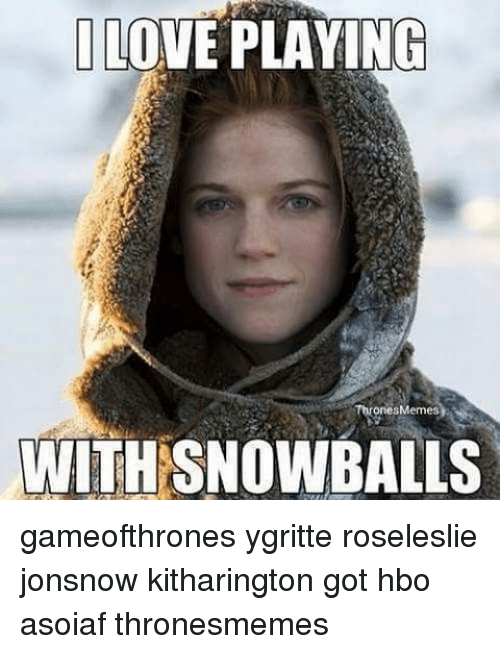 I LOVE PLAYING
ThronesMemes
WITH SNOWBALLS
gameofthrones ygritte roseleslie
jonsnow kitharington got hbo
asoiaf thronesmemes